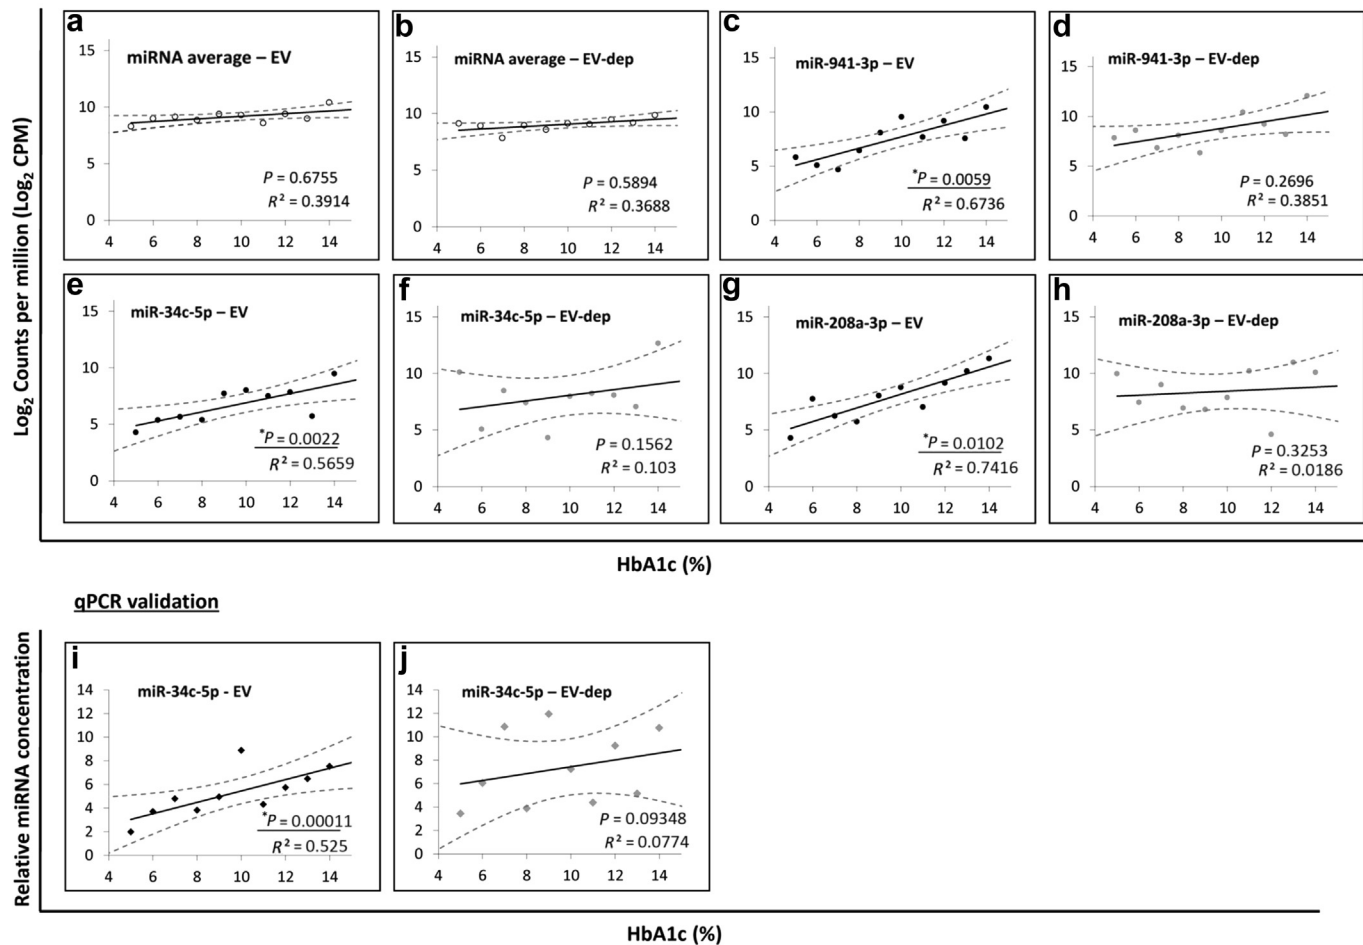 Log2 Counts per million (Log2 CPM)
a
miRNA average – EV
15
10
5
0
4 6 8 10 12 14
P = 0.6755
R² = 0.3914
b
miRNA average – EV-dep
15
10
5
0
4 6 8 10 12 14
P = 0.5894
R² = 0.3688
c
miR-941-3p – EV
15
10
5
0
4 6 8 10 12 14
*P = 0.0059
R² = 0.6736
d
miR-941-3p – EV-dep
15
10
5
0
4 6 8 10 12 14
P = 0.2696
R² = 0.3851
e
miR-34c-5p – EV
15
10
5
0
4 6 8 10 12 14
*P = 0.0022
R² = 0.5659
f
miR-34c-5p – EV-dep
15
10
5
0
4 6 8 10 12 14
P = 0.1562
R² = 0.103
g
miR-208a-3p – EV
15
10
5
0
4 6 8 10 12 14
*P = 0.0102
R² = 0.7416
h
miR-208a-3p – EV-dep
15
10
5
0
4 6 8 10 12 14
P = 0.3253
R² = 0.0186
HbA1c (%)
qPCR validation
Relative miRNA concentration
i
miR-34c-5p - EV
14
12
10
8
6
4
2
0
4 6 8 10 12 14
*P = 0.00011
R² = 0.525
j
miR-34c-5p – EV-dep
14
12
10
8
6
4
2
0
4 6 8 10 12 14
P = 0.09348
R² = 0.0774
HbA1c (%)